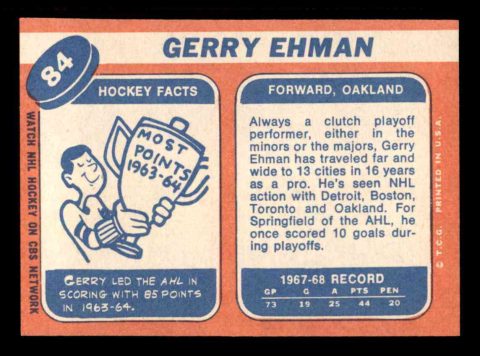 84
GERRY EHMAN
HOCKEY FACTS
MOST
POINTS
1963-64
GERRY LED THE AHL IN
SCORING WITH 85 POINTS
IN 1963-64.
FORWARD, OAKLAND
Always a clutch playoff
performer, either in the
minors or the majors, Gerry
Ehman has traveled far and
wide to 13 cities in 16 years
as a pro. He's seen NHL
action with Detroit, Boston,
Toronto and Oakland. For
Springfield of the AHL, he
once scored 10 goals dur-
ing playoffs.
1967-68 RECORD
GP G A PTS PEN
73 19 25 44 20
WATCH NHL HOCKEY ON CBS NETWORK
© T.C.G. PRINTED IN U.S.A.